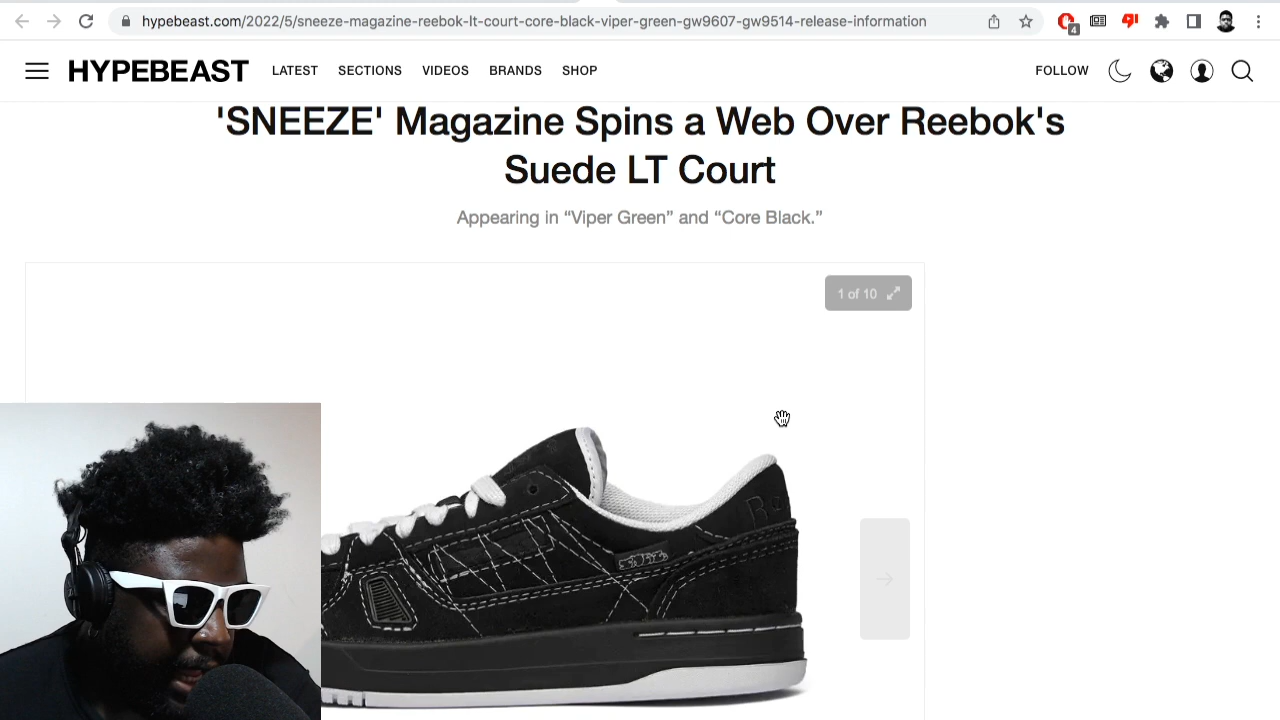 hypebeast.com/2022/5/sneeze-magazine-reebok-lt-court-core-black-viper-green-gw9607-gw9514-release-information
4
HYPEBEAST LATEST SECTIONS VIDEOS BRANDS SHOP FOLLOW
'SNEEZE' Magazine Spins a Web Over Reebok's
Suede LT Court
Appearing in “Viper Green” and “Core Black.”
1 of 10